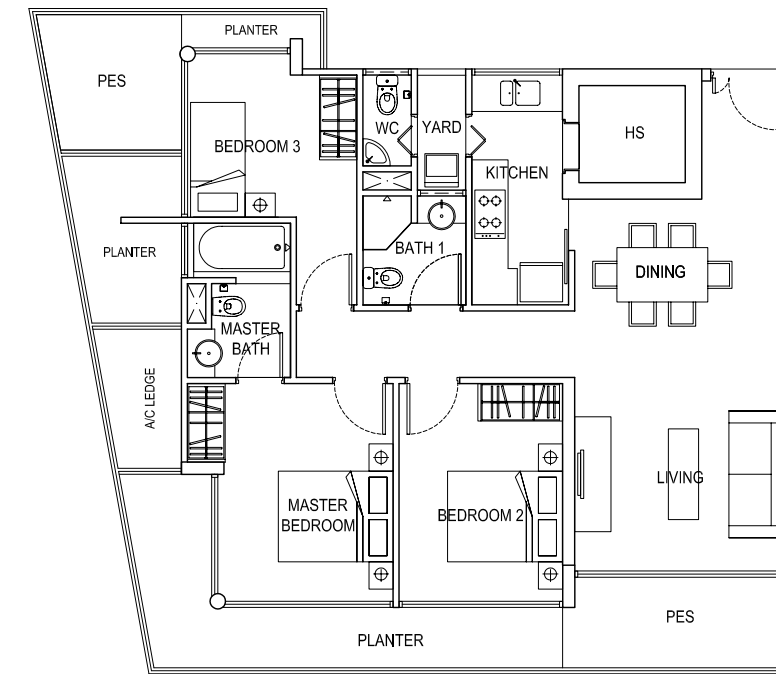 PLANTER
PES
WC
YARD
HS
BEDROOM 3
KITCHEN
BATH 1
PLANTER
DINING
MASTER
BATH
A/C LEDGE
LIVING
MASTER
BEDROOM
BEDROOM 2
PES
PLANTER